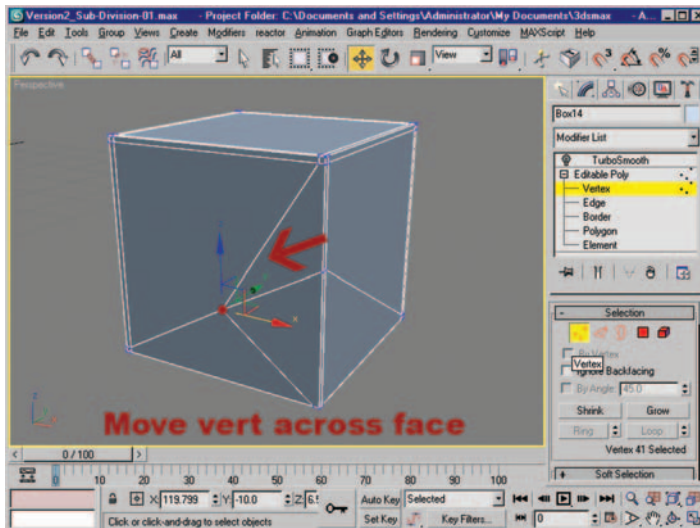 Version2_Sub-Division-01.max - Project Folder: C:\Documents and Settings\Administrator\My Documents\3dsmax - A...
File Edit Tools Group Views Create Modifiers reactor Animation Graph Editors Rendering Customize MAXScript Help
All
View
Perspective
Box14
Modifier List
TurboSmooth
Editable Poly
Vertex
Edge
Border
Polygon
Element
Selection
By Vertex
Vertex
Ignore Backfacing
By Angle: 45.0
Shrink Grow
Ring Loop
Vertex 41 Selected
Soft Selection
x
z
Move vert across face
0 / 100
0 10 20 30 40 50 60 70 80 90 100
X: 119.799 Y: -10.0 Z: 6.
Auto Key Selected
Click or click-and-drag to select objects
Set Key Key Filters...
0